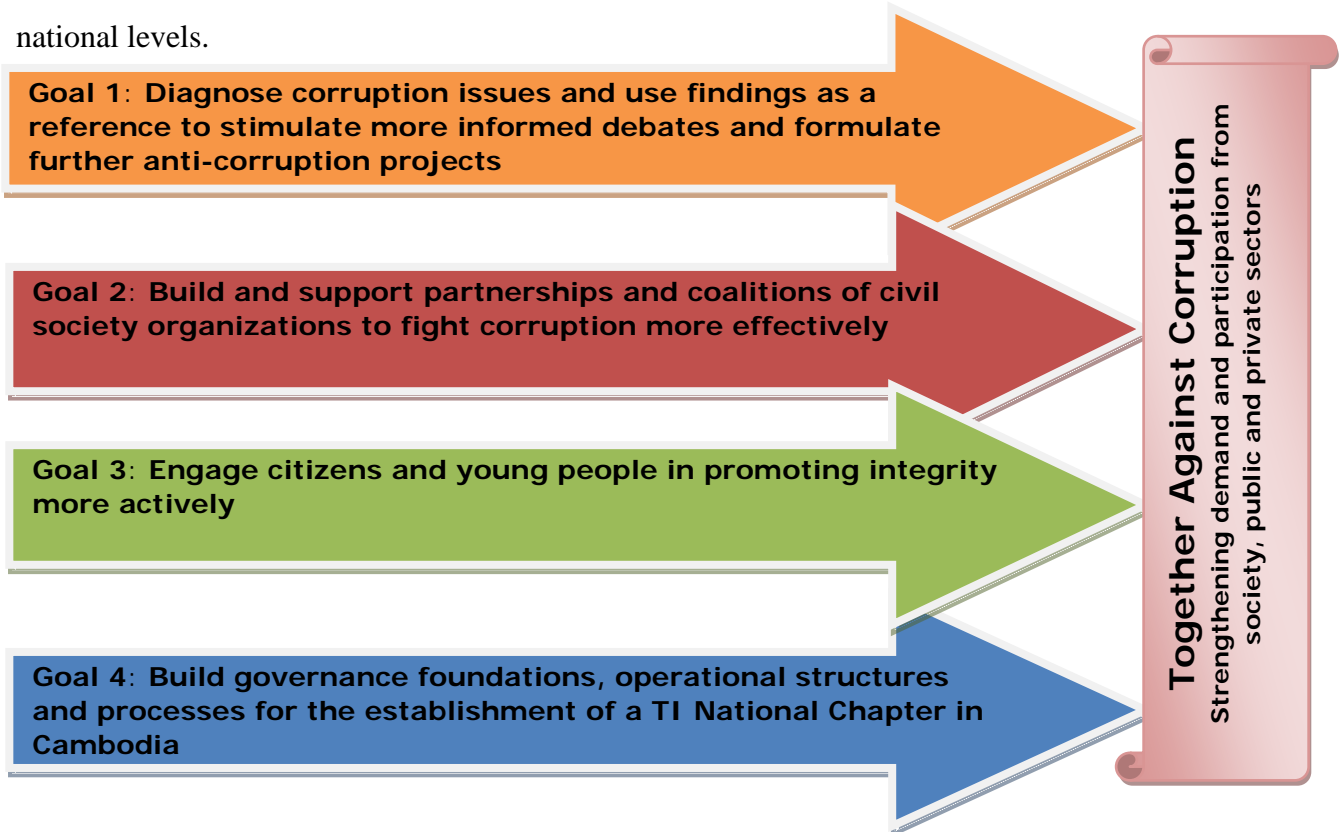 national levels.
Goal 1: Diagnose corruption issues and use findings as a
reference to stimulate more informed debates and formulate
further anti-corruption projects
Goal 2: Build and support partnerships and coalitions of civil
society organizations to fight corruption more effectively
Goal 3: Engage citizens and young people in promoting integrity
more actively
Goal 4: Build governance foundations, operational structures
and processes for the establishment of a TI National Chapter in
Cambodia
Together Against Corruption
Strengthening demand and participation from
society, public and private sectors